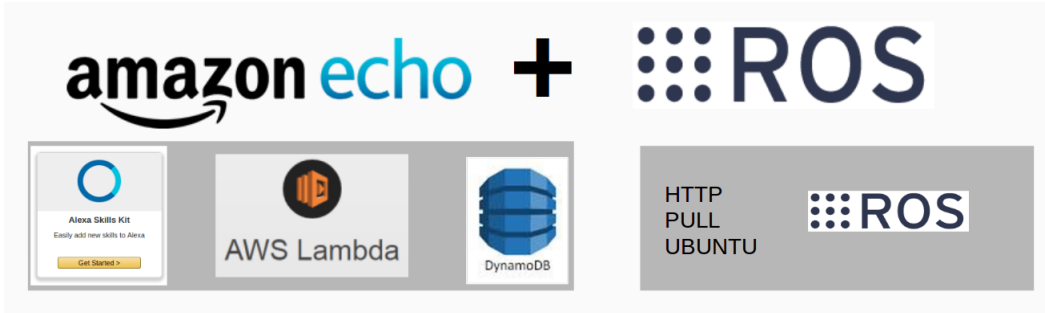 amazon echo + ROS
Alexa Skills Kit
Easily add new skills to Alexa
Get Started >
AWS Lambda
DynamoDB
HTTP
PULL
UBUNTU
ROS